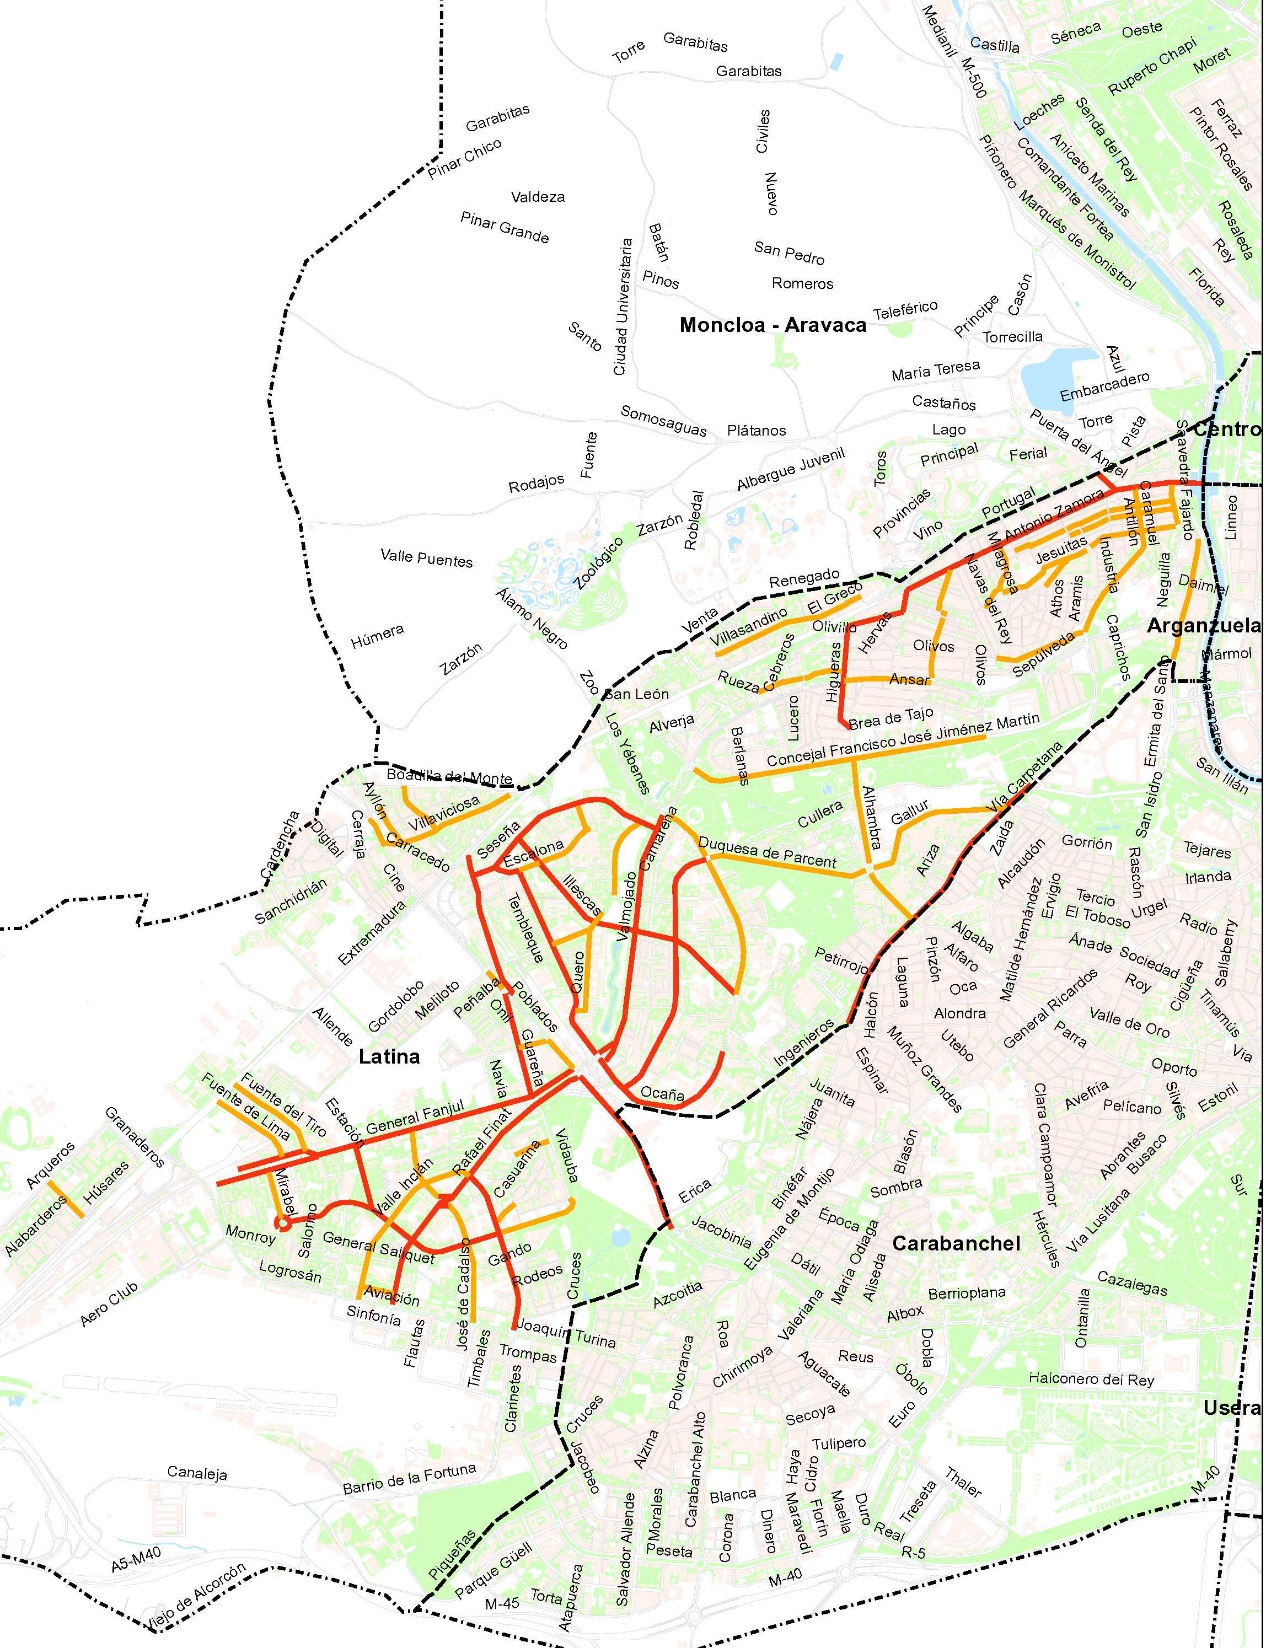 Medianil
Castilla
Séneca
Oeste
Torre
Garabitas
Garabitas
M-500
Ruperto Chapí
Moret
Garabitas
Civiles
Loeches
Senda del Rey
Ferraz
Pintor Rosales
Pinar Chico
Piñonero
Comandante Fortea
Aniceto Marinas
Valdeza
Nuevo
Marqués de Monistrol
Rosaleda
Pinar Grande
Batán
San Pedro
Rey
Ciudad Universitaria
Pinos
Romeros
Casón
Florida
Teleférico
Príncipe
Santo
Moncloa - Aravaca
Torrecilla
María Teresa
Azul
Embarcadero
Castaños
Somosaguas
Plátanos
Lago
Puerta del Ángel
Torre
Pista
Saavedra Fajardo
Centro
Fuente
Principal
Ferial
Albergue Juvenil
Toros
Rodajos
Robledal
Provincias
Portugal
Antonio Zamora
Caramuel
Antillón
Linneo
Zarzón
Vino
Valle Puentes
Zoológico
Milagrosa
Jesuitas
Industria
Neguilla
Renegado
Navas del Rey
Athos
Aramis
Daimiel
Álamo Negro
El Greco
Villasandino
Venta
Olivillo
Hervás
Húmera
Caprichos
Arganzuela
Zarzón
Cebreros
Olivos
Olivos
Sepúlveda
Mármol
Zoo
San León
Rueza
Higueras
Ansar
Manzanares
Lucero
Los Yébenes
Alverja
Berlanas
Brea de Tajo
Concejal Francisco José Jiménez Martín
San Isidro
Ermita del Santo
Boadilla del Monte
Vía Carpetana
San Illán
Ayllón
Villaviciosa
Cullera
Alhambra
Gallur
Cardencha
Digital
Cerraja
Carracedo
Seseña
Camarena
Escalona
Duquesa de Parcent
Ariza
Zaida
Alcaudón
Gorrión
Tejares
Rascón
Irlanda
Cine
Sanchidrián
Illescas
Valmojado
Matilde Hernández
Ervigio
Tercio
El Toboso
Urgel
Radio
Extremadura
Tembleque
Algaba
Alfaro
Ánade
Sociedad
Sallaberry
Petirrojo
Laguna
Pinzón
Oca
Roy
Cigüeña
Quero
Gordolobo
Meliloto
Peñalba
Onil
Poblados
Halcón
Alondra
General Ricardos
Valle de Oro
Tinamús
Allende
Ingenieros
Muñoz Grandes
Utebo
Parra
Vía
Latina
Guareña
Navia
Espinar
Oporto
Fuente del Tiro
Fuente de Lima
Ocaña
Juanita
Nájera
Clara Campoamor
Avefría
Pelícano
Silvés
Estoril
Granaderos
Estación
General Fanjul
Rafael Finat
Vidauba
Casuarina
Arqueros
Húsares
Mirabel
Valle Inclán
Blasón
Abrantes
Busaco
Binéfar
Erica
Sombra
Sur
Alabarderos
Monroy
Salorino
General Saliquet
Jacobinia
Eugenia de Montijo
Época
María Odiaga
Carabanchel
Hércules
Vía Lusitana
Logrosán
José de Cadalso
Gando
Rodeos
Cruces
Dátil
Aliseda
Cazalegas
Aero Club
Aviación
Azcoitia
Valeriana
Berrioplana
Sinfonía
Albox
Ontanilla
Flautas
Joaquín Turina
Roa
Dobla
Timbales
Trompas
Polvoranca
Chirimoya
Aguacate
Reus
Óbolo
Halconero del Rey
Clarinetes
Cruces
Secoya
Euro
Usera
Alzina
Carabanchel Alto
Tulipero
Canaleja
Barrio de la Fortuna
Jacobeo
Haya
Cidro
Thaler
M-40
Blanca
Maravedí
Florín
Maella
Duro
Treseta
Salvador Allende
Morales
Corona
Dinero
Real
R-5
A5-M40
Piqueñas
Parque Güell
Peseta
M-40
Viejo de Alcorcón
M-45
Torta
Atapuerca